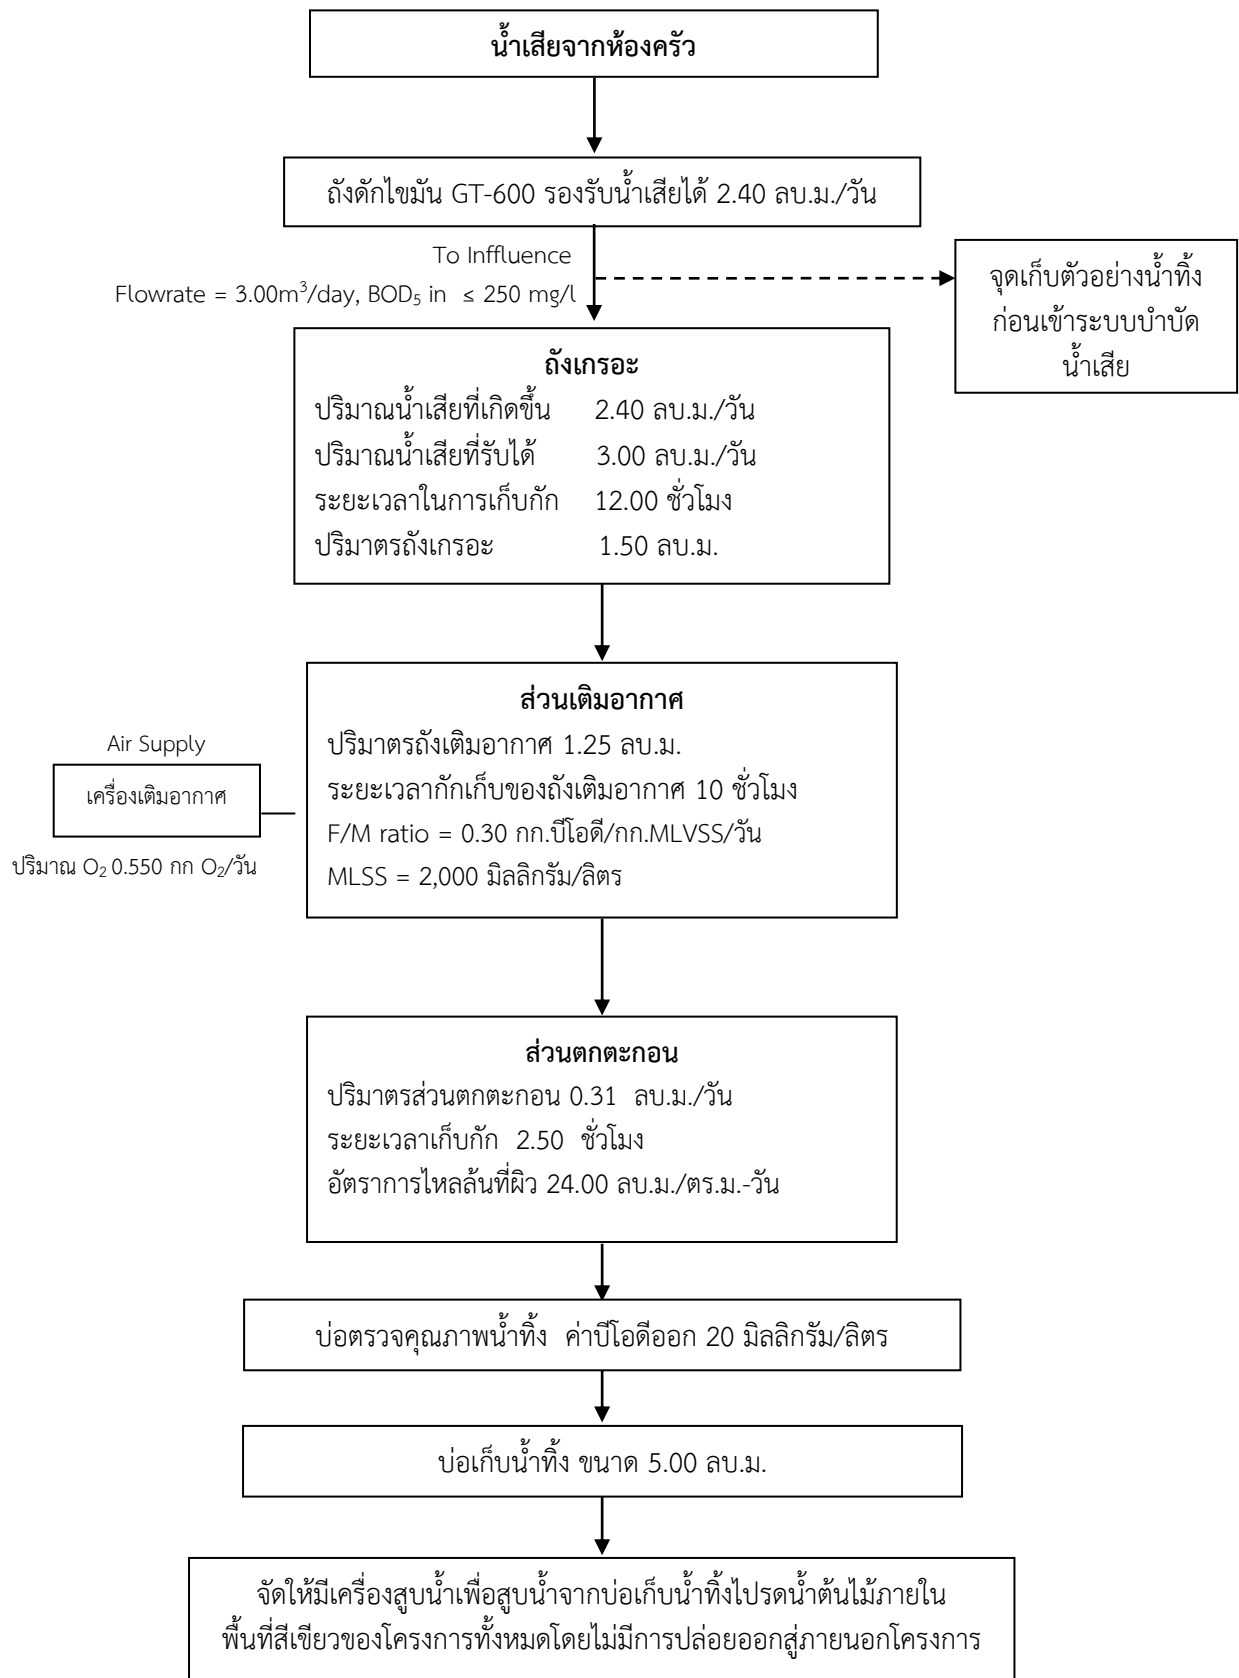 น้ำเสียจากห้องครัว
ถังดักไขมัน GT-600 รองรับน้ำเสียได้ 2.40 ลบ.ม./วัน
To Inffluence
Flowrate = 3.00m³/day, BOD₅ in ≤ 250 mg/l
จุดเก็บตัวอย่างน้ำทิ้ง
ก่อนเข้าระบบบำบัด
น้ำเสีย
ถังเกรอะ
ปริมาณน้ำเสียที่เกิดขึ้น 2.40 ลบ.ม./วัน
ปริมาณน้ำเสียที่รับได้ 3.00 ลบ.ม./วัน
ระยะเวลาในการเก็บกัก 12.00 ชั่วโมง
ปริมาตรถังเกรอะ 1.50 ลบ.ม.
ส่วนเติมอากาศ
ปริมาตรถังเติมอากาศ 1.25 ลบ.ม.
ระยะเวลากักเก็บของถังเติมอากาศ 10 ชั่วโมง
F/M ratio = 0.30 กก.บีโอดี/กก.MLVSS/วัน
MLSS = 2,000 มิลลิกรัม/ลิตร
Air Supply
เครื่องเติมอากาศ
ปริมาณ O₂ 0.550 กก O₂/วัน
ส่วนตกตะกอน
ปริมาตรส่วนตกตะกอน 0.31 ลบ.ม./วัน
ระยะเวลาเก็บกัก 2.50 ชั่วโมง
อัตราการไหลล้นที่ผิว 24.00 ลบ.ม./ตร.ม.-วัน
บ่อตรวจคุณภาพน้ำทิ้ง ค่าบีโอดีออก 20 มิลลิกรัม/ลิตร
บ่อเก็บน้ำทิ้ง ขนาด 5.00 ลบ.ม.
จัดให้มีเครื่องสูบน้ำเพื่อสูบน้ำจากบ่อเก็บน้ำทิ้งไปรดน้ำต้นไม้ภายใน
พื้นที่สีเขียวของโครงการทั้งหมดโดยไม่มีการปล่อยออกสู่ภายนอกโครงการ